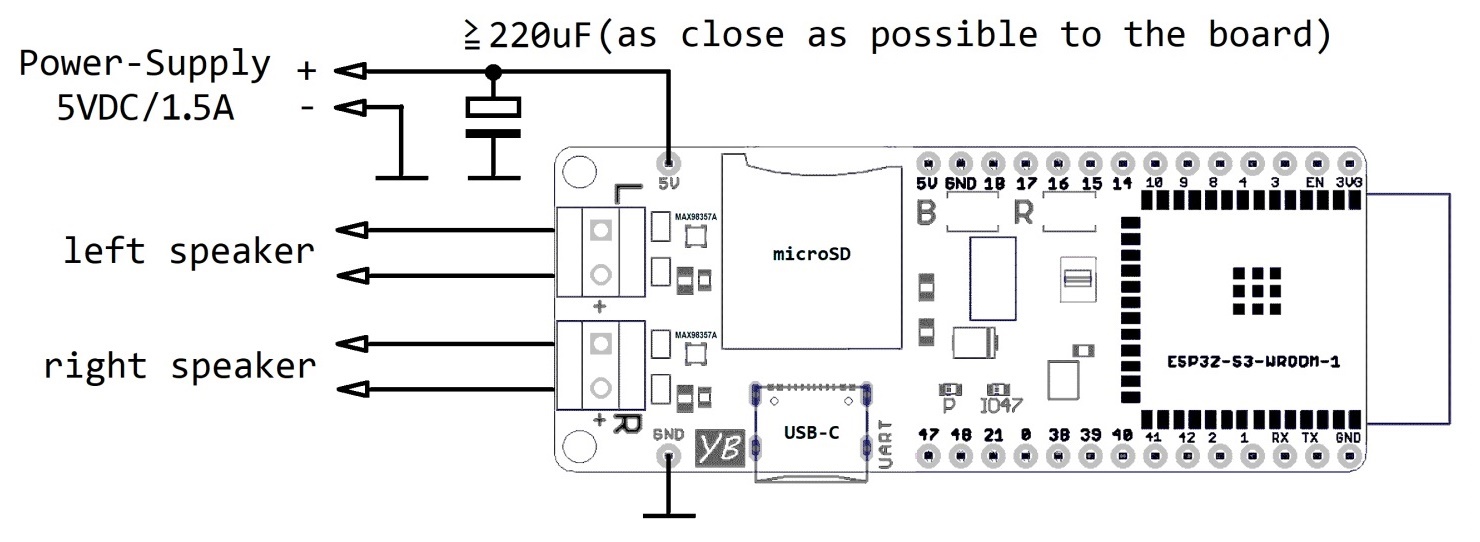 ≧220uF(as close as possible to the board)
Power-Supply +
5VDC/1.5A -
5V
5V GND 18 17 16 15 14 10 9 8 4 3 EN 3V3
L
MAX98357A
B R
left speaker
microSD
+
MAX98357A
right speaker
ESP32-S3-WROOM-1
P IO47
+
R
GND
YB
USB-C
UART
47 48 21 0 38 39 40 41 42 2 1 RX TX GND